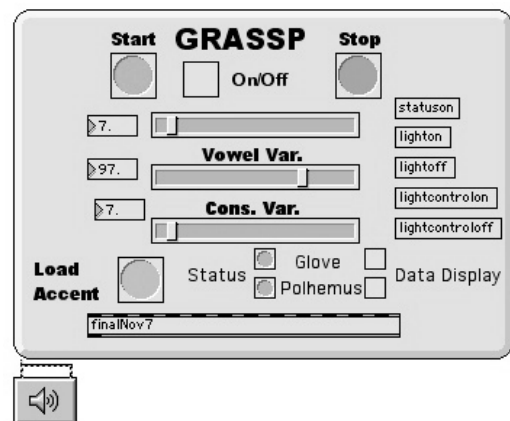 Start GRASSP Stop
On/Off
statuson
7.
lighton
Vowel Var.
lightoff
97.
lightcontrolon
7.
Cons. Var.
lightcontroloff
Load Accent
Status
Glove
Polhemus
Data Display
finalNov7